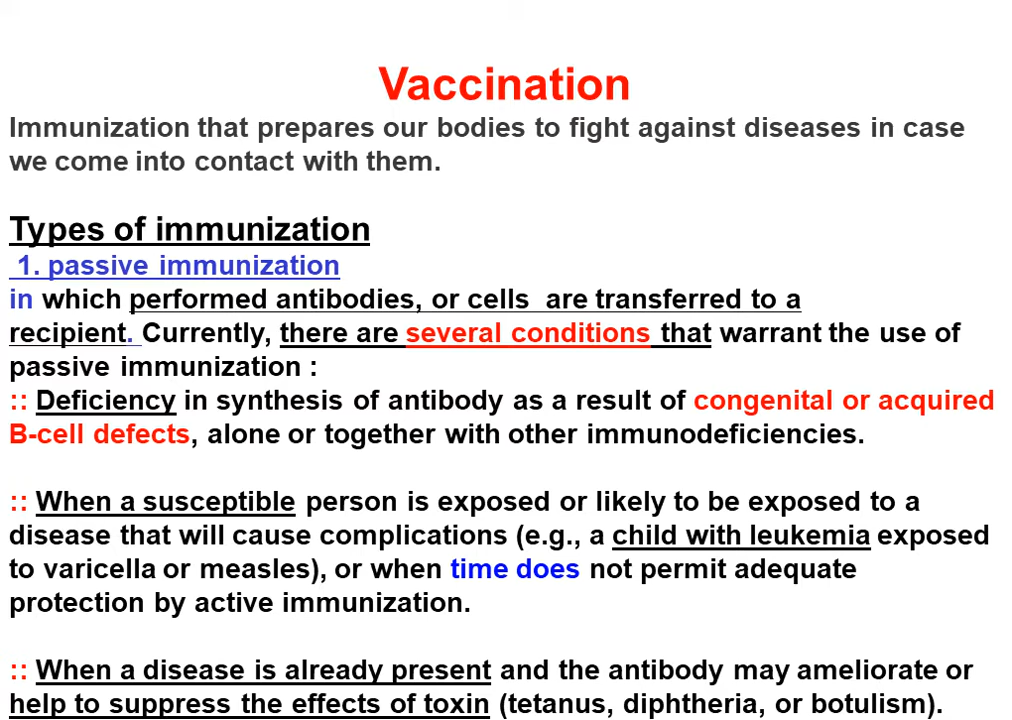 Vaccination
Immunization that prepares our bodies to fight against diseases in case
we come into contact with them.
Types of immunization
1. passive immunization
in which performed antibodies, or cells are transferred to a
recipient. Currently, there are several conditions that warrant the use of
passive immunization :
:: Deficiency in synthesis of antibody as a result of congenital or acquired
B-cell defects, alone or together with other immunodeficiencies.
:: When a susceptible person is exposed or likely to be exposed to a
disease that will cause complications (e.g., a child with leukemia exposed
to varicella or measles), or when time does not permit adequate
protection by active immunization.
:: When a disease is already present and the antibody may ameliorate or
help to suppress the effects of toxin (tetanus, diphtheria, or botulism).